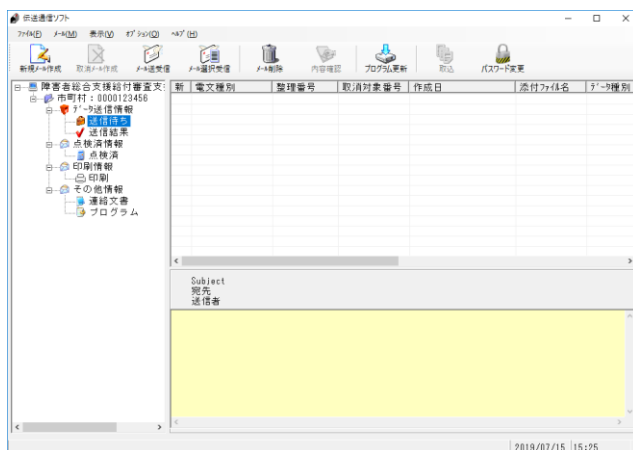 伝送通信ソフト
ファイル(F) メール(M) 表示(V) オプション(O) ヘルプ(H)
新規メール作成 取消メール作成 メール送受信 メール選択受信 メール削除 内容確認 プログラム更新 取込 パスワード変更
障害者総合支援給付審査支
市町村:0000123456
データ送信情報
送信待ち
送信結果
点検済情報
点検済
印刷情報
印刷
その他情報
連絡文書
プログラム
新 電文種別 整理番号 取消対象番号 作成日 添付ファイル名 データ種別
Subject
宛先
送信者
2019/07/15 15:25